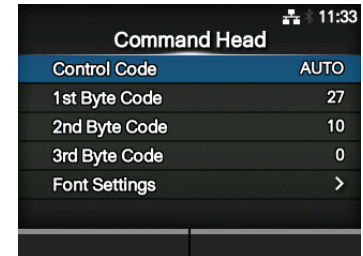 11:33
Command Head
Control Code AUTO
1st Byte Code 27
2nd Byte Code 10
3rd Byte Code 0
Font Settings >